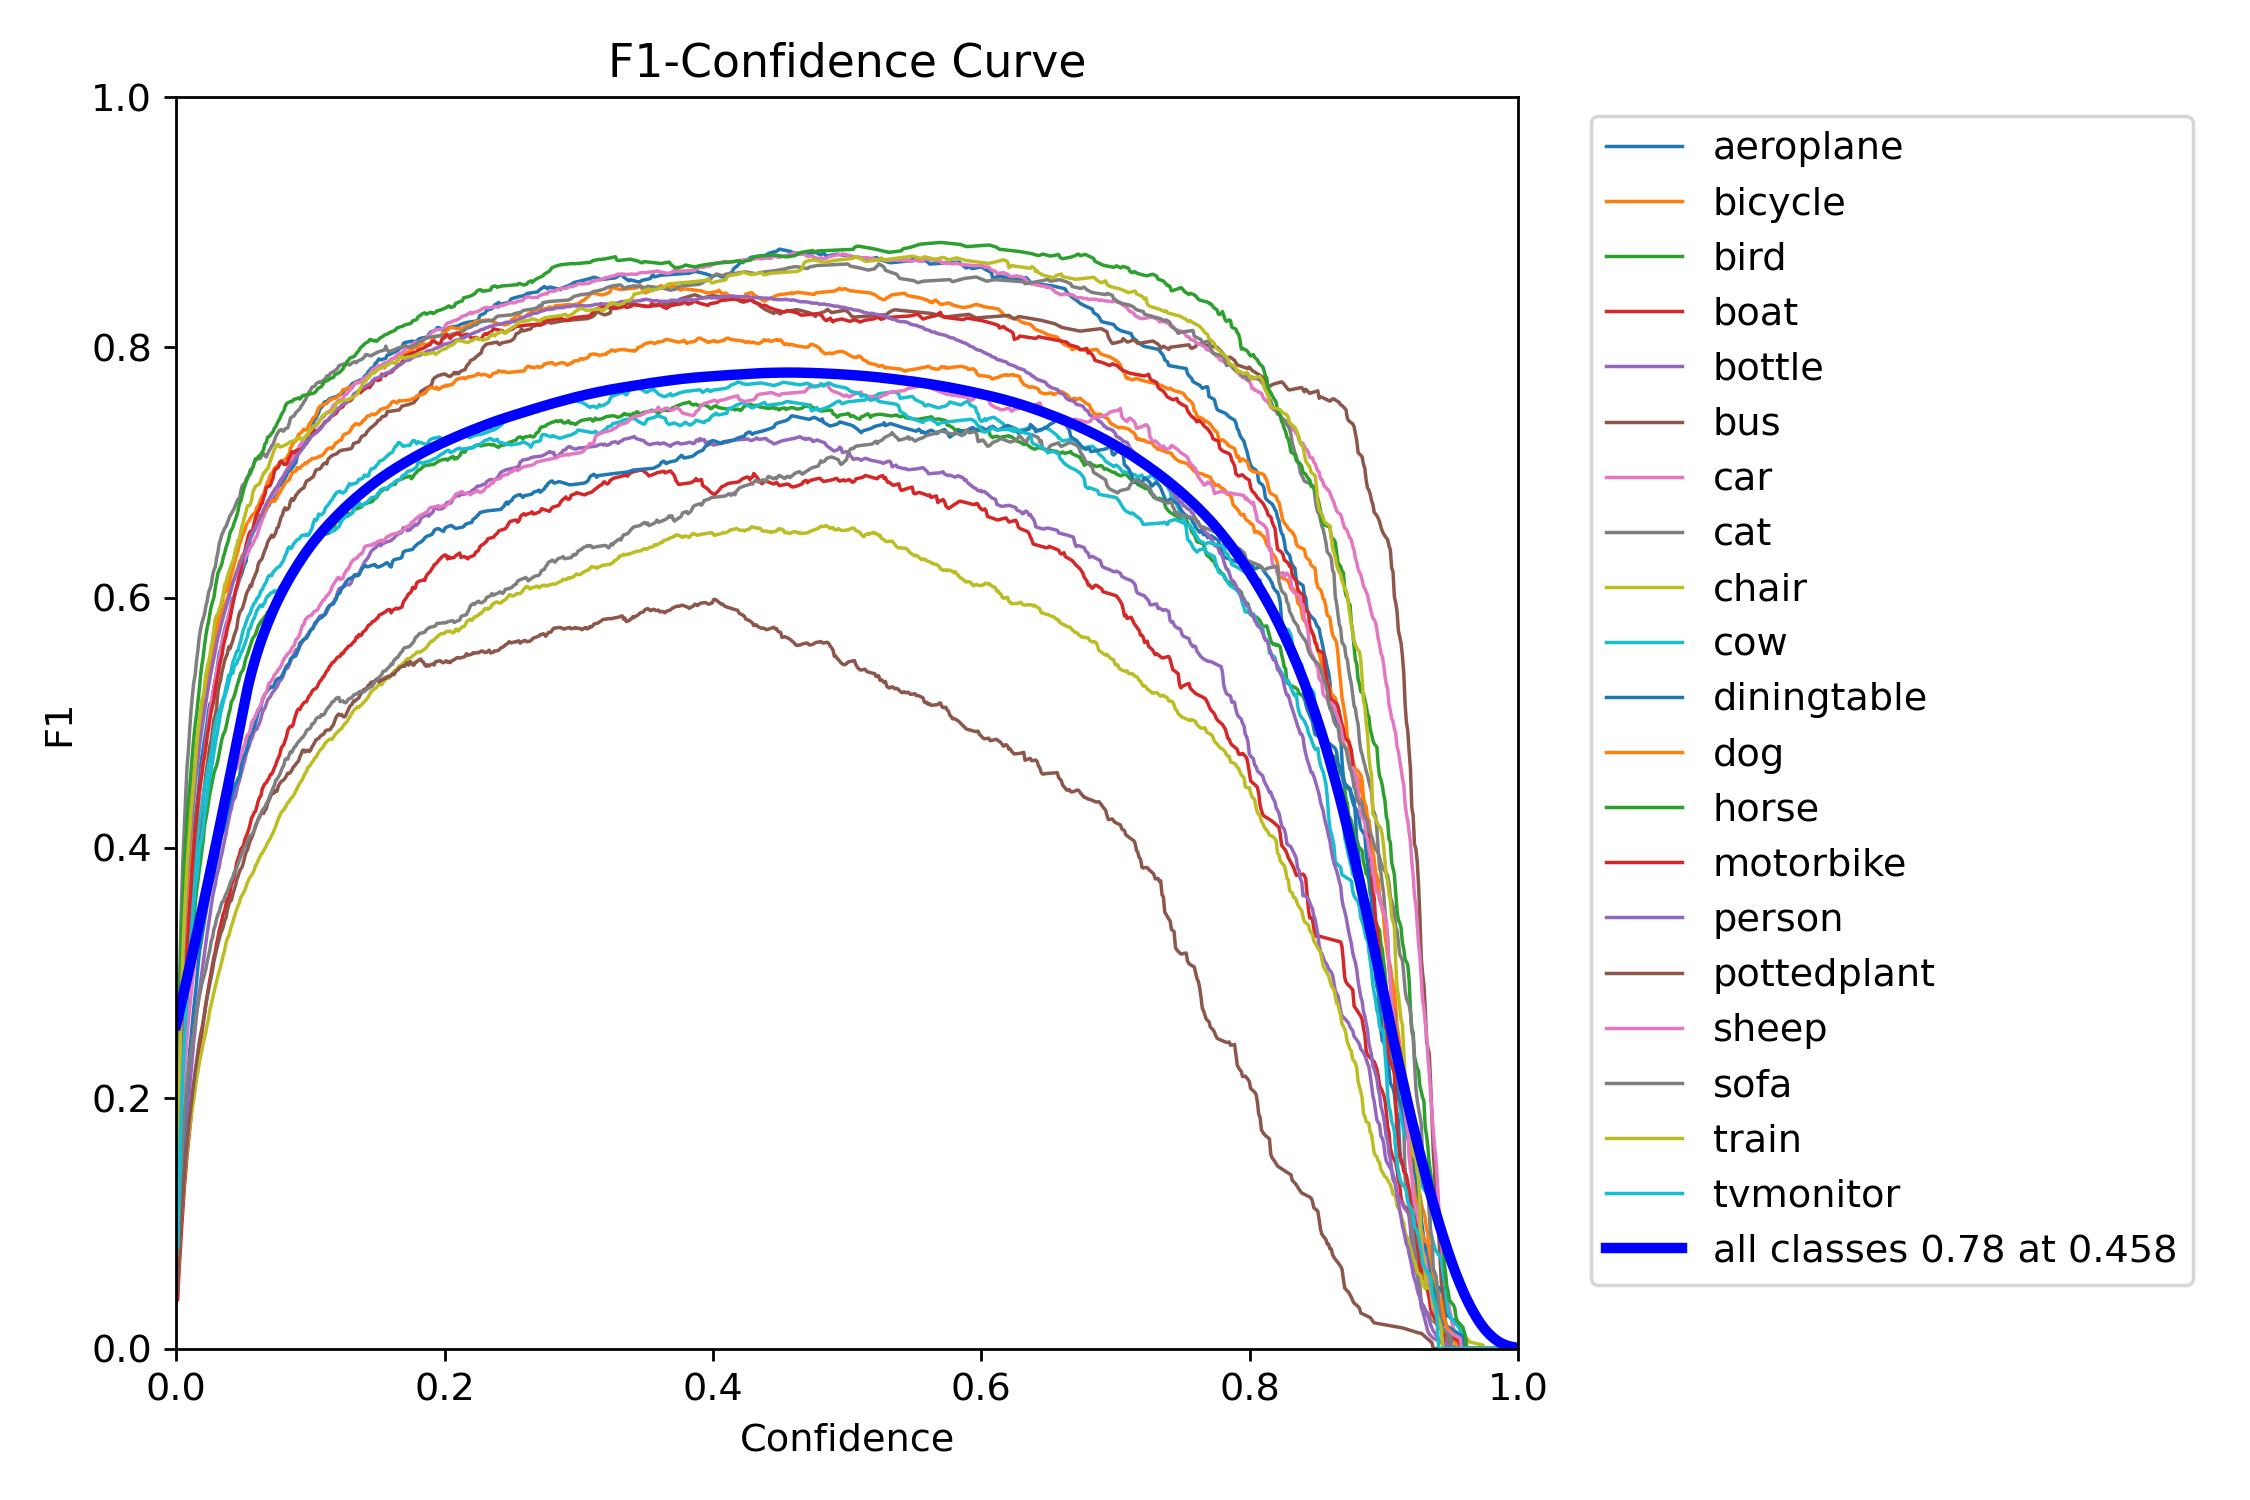 F1-Confidence Curve
1.0
0.8
0.6
0.4
0.2
0.0
F1
0.0 0.2 0.4 0.6 0.8 1.0
Confidence
aeroplane
bicycle
bird
boat
bottle
bus
car
cat
chair
cow
diningtable
dog
horse
motorbike
person
pottedplant
sheep
sofa
train
tvmonitor
all classes 0.78 at 0.458